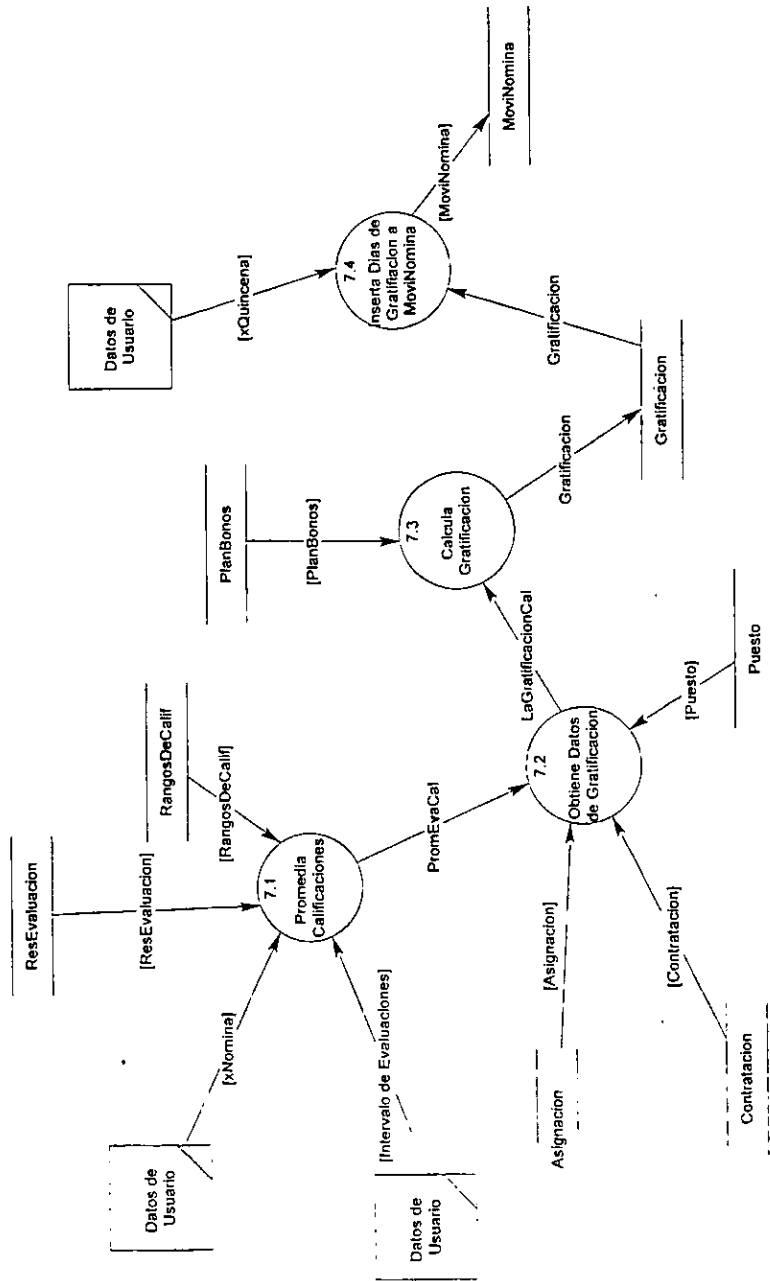 ResEvaluacion
[ResEvaluacion]
RangosDeCalif
[RangosDeCalif]
Datos de
Usuario
[xNomina]
7.1
Promedia
Calificaciones
[Intervalo de Evaluaciones]
Datos de
Usuario
PromEvaCal
Asignacion
[Asignacion]
7.2
Obtiene Datos
de Gratificacion
[Contratacion]
Contratacion
[Puesto]
Puesto
LaGratificacionCal
PlanBonos
[PlanBonos]
7.3
Calcula
Gratificacion
Gratificacion
Gratificacion
Gratificacion
Datos de
Usuario
[xQuincena]
7.4
Inserta Dias de
Gratifiacion a
MoviNomina
[MoviNomina]
MoviNomina